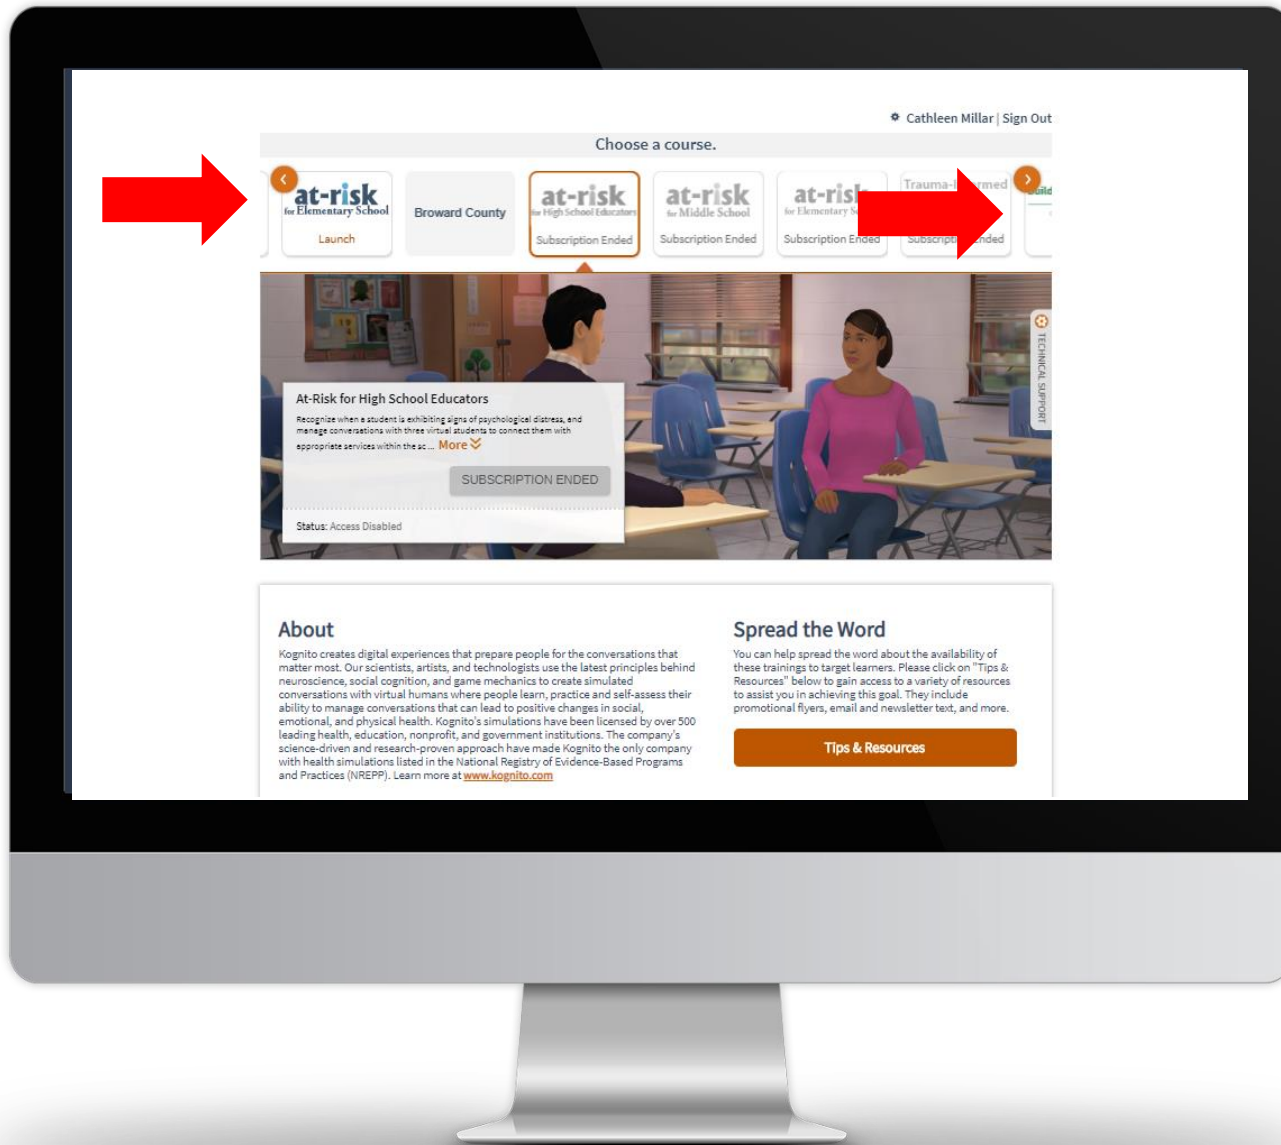 Cathleen Millar | Sign Out
Choose a course.
at-risk
for Elementary School
Launch
Broward County
at-risk
for High School Educators
Subscription Ended
at-risk
for Middle School
Subscription Ended
at-risk
for Elementary
Subscription Ended
Subscription Ended
TECHNICAL SUPPORT
At-Risk for High School Educators
Recognize when a student is exhibiting signs of psychological distress, and
manage conversations with three virtual students to connect them with
appropriate services within the sc ... More
SUBSCRIPTION ENDED
Status: Access Disabled
About
Kognito creates digital experiences that prepare people for the conversations that
matter most. Our scientists, artists, and technologists use the latest principles behind
neuroscience, social cognition, and game mechanics to create simulated
conversations with virtual humans where people learn, practice and self-assess their
ability to manage conversations that can lead to positive changes in social,
emotional, and physical health. Kognito's simulations have been licensed by over 500
leading health, education, nonprofit, and government institutions. The company's
science-driven and research-proven approach have made Kognito the only company
with health simulations listed in the National Registry of Evidence-Based Programs
and Practices (NREPP). Learn more at www.kognito.com
Spread the Word
You can help spread the word about the availability of
these trainings to target learners. Please click on "Tips &
Resources" below to gain access to a variety of resources
to assist you in achieving this goal. They include
promotional flyers, email and newsletter text, and more.
Tips & Resources